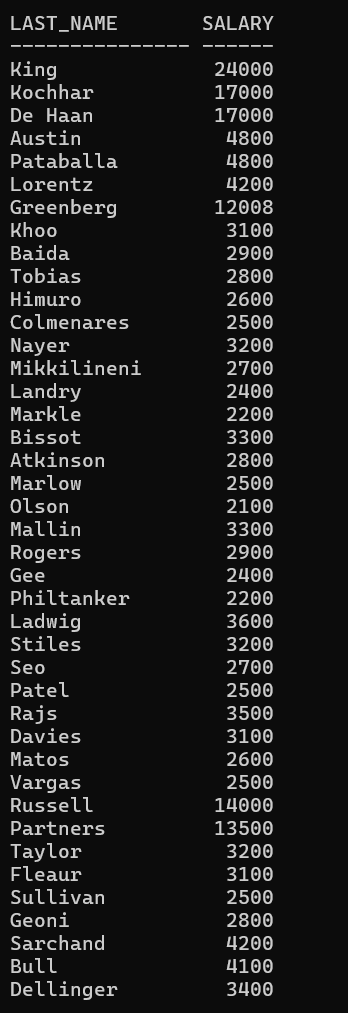 LAST_NAME       SALARY
--------------- ------
King             24000
Kochhar          17000
De Haan          17000
Austin            4800
Pataballa         4800
Lorentz           4200
Greenberg        12008
Khoo              3100
Baida             2900
Tobias            2800
Himuro            2600
Colmenares        2500
Nayer             3200
Mikkilineni       2700
Landry            2400
Markle            2200
Bissot            3300
Atkinson          2800
Marlow            2500
Olson             2100
Mallin            3300
Rogers            2900
Gee               2400
Philtanker        2200
Ladwig            3600
Stiles            3200
Seo               2700
Patel             2500
Rajs              3500
Davies            3100
Matos             2600
Vargas            2500
Russell          14000
Partners         13500
Taylor            3200
Fleaur            3100
Sullivan          2500
Geoni             2800
Sarchand          4200
Bull              4100
Dellinger         3400